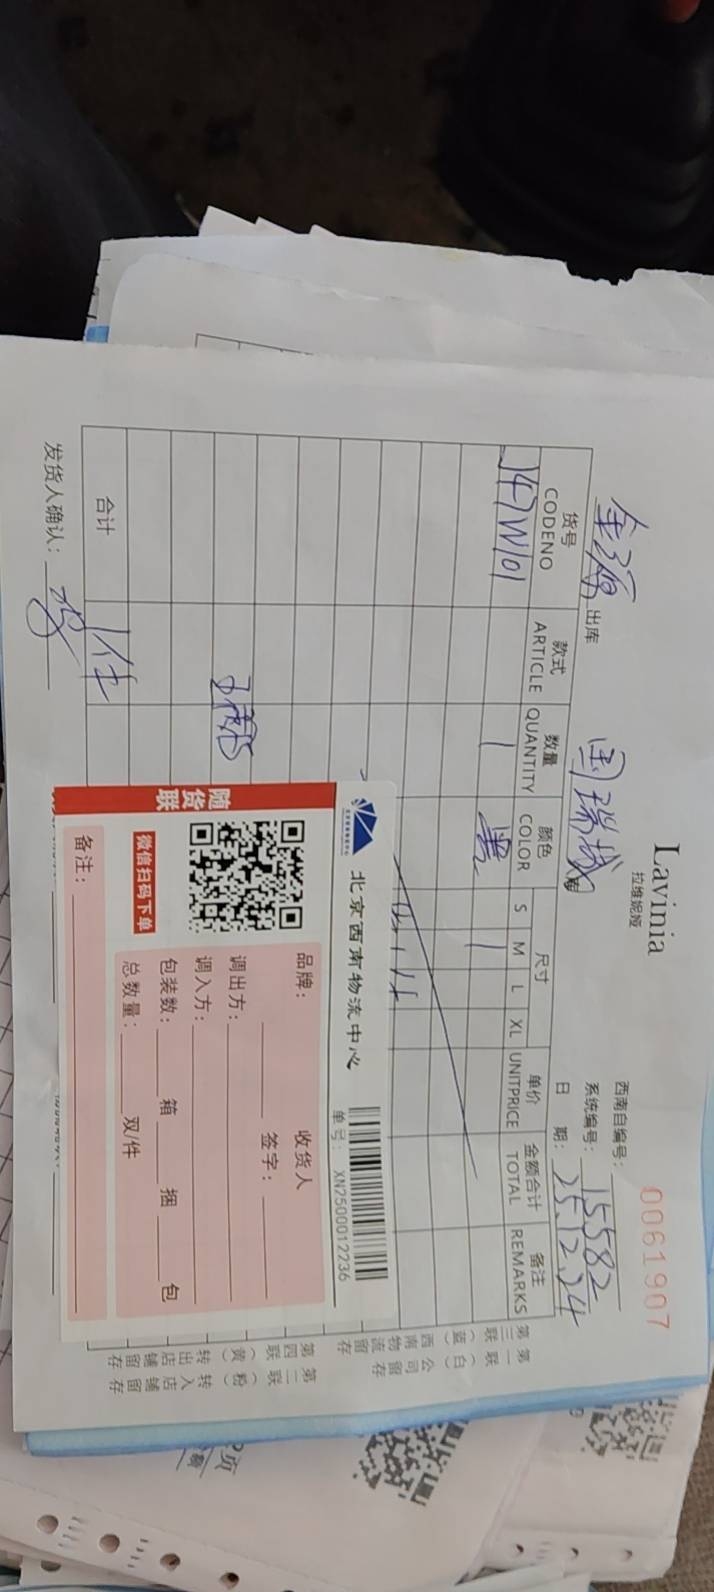 Lavinia
拉维妮娅
0061907
西南自编号：
系统编号：15582
日 期：25.12.24
金源 出库 国瑞城
货号 款式 数量 颜色 尺寸 单价 金额合计 备注
CODENO ARTICLE QUANTITY COLOR S M L XL UNITPRICE TOTAL REMARKS
J47W101 1 黑 1
合计 1件
发货人确认：
北京西南物流中心
单号： XN2500012236
随货联
微信扫码下单
品牌：
收货人
签字：
调出方：
调入方：
包装数： 箱 捆 包
总数量： 双/件
备注：
第一联（白）公司留存
第二联（粉）转入店铺留存
第三联（蓝）西南物流留存
第四联（黄）转出店铺留存